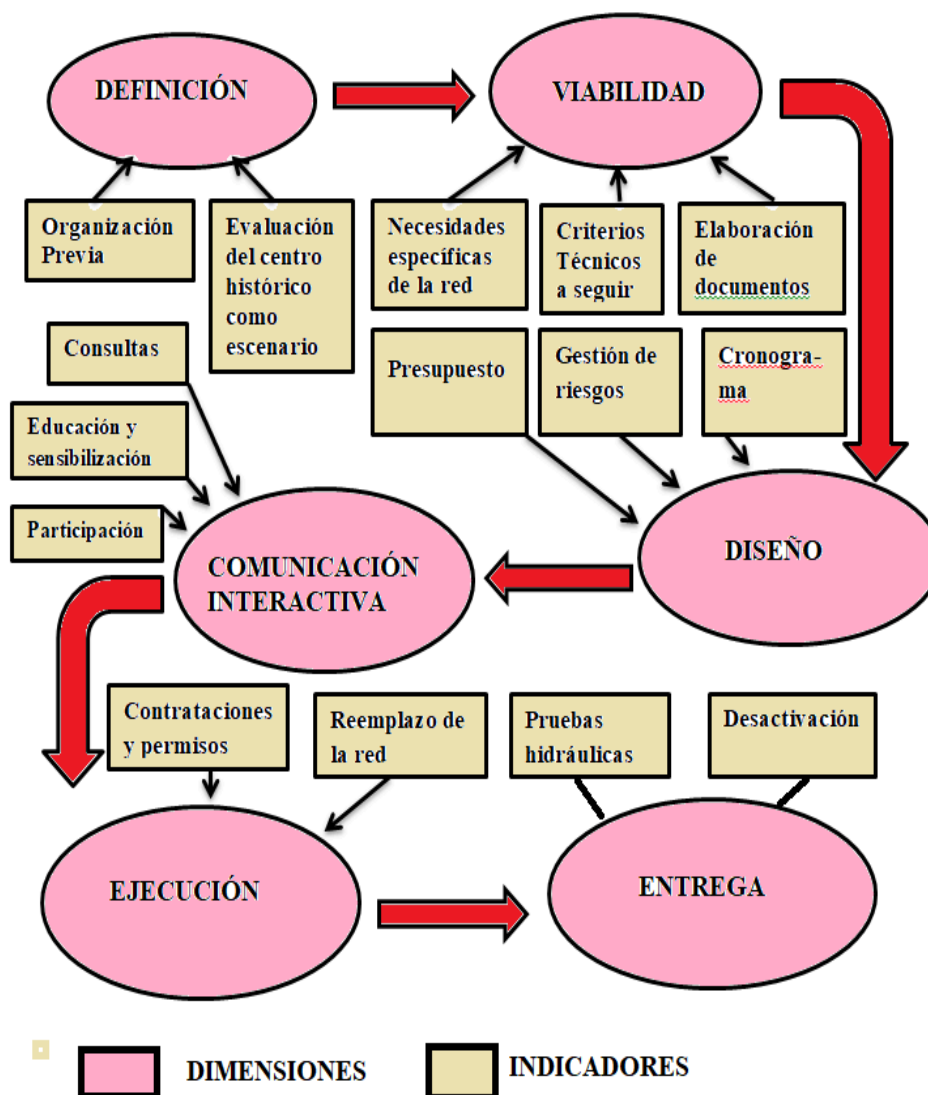 DEFINICIÓN
VIABILIDAD
Organización
Previa
Evaluación
del centro
histórico
como
escenario
Necesidades
específicas
de la red
Criterios
Técnicos
a seguir
Elaboración
de
documentos
Consultas
Presupuesto
Gestión de
riesgos
Cronogra-
ma
Educación y
sensibilización
Participación
DISEÑO
COMUNICACIÓN
INTERACTIVA
Contrataciones
y permisos
Reemplazo de
la red
Pruebas
hidráulicas
Desactivación
EJECUCIÓN
ENTREGA
DIMENSIONES
INDICADORES